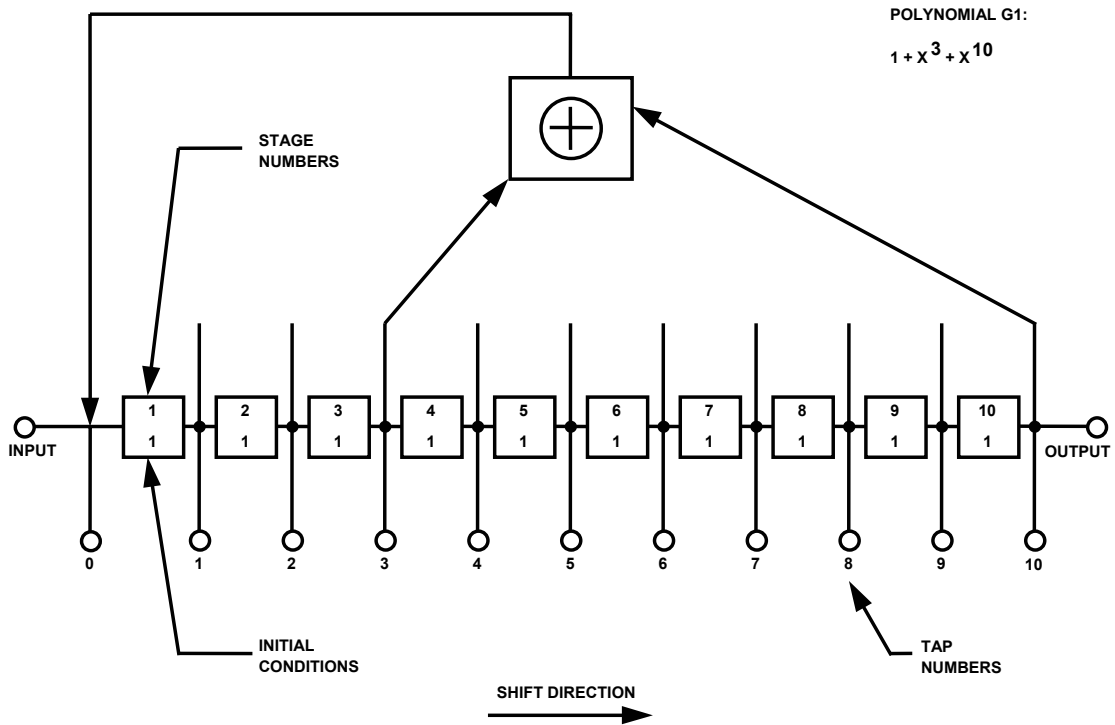 POLYNOMIAL G1:
1 + X^3 + X^10
STAGE
NUMBERS
1 2 3 4 5 6 7 8 9 10
1 1 1 1 1 1 1 1 1 1
INPUT
OUTPUT
0 1 2 3 4 5 6 7 8 9 10
INITIAL
CONDITIONS
TAP
NUMBERS
SHIFT DIRECTION